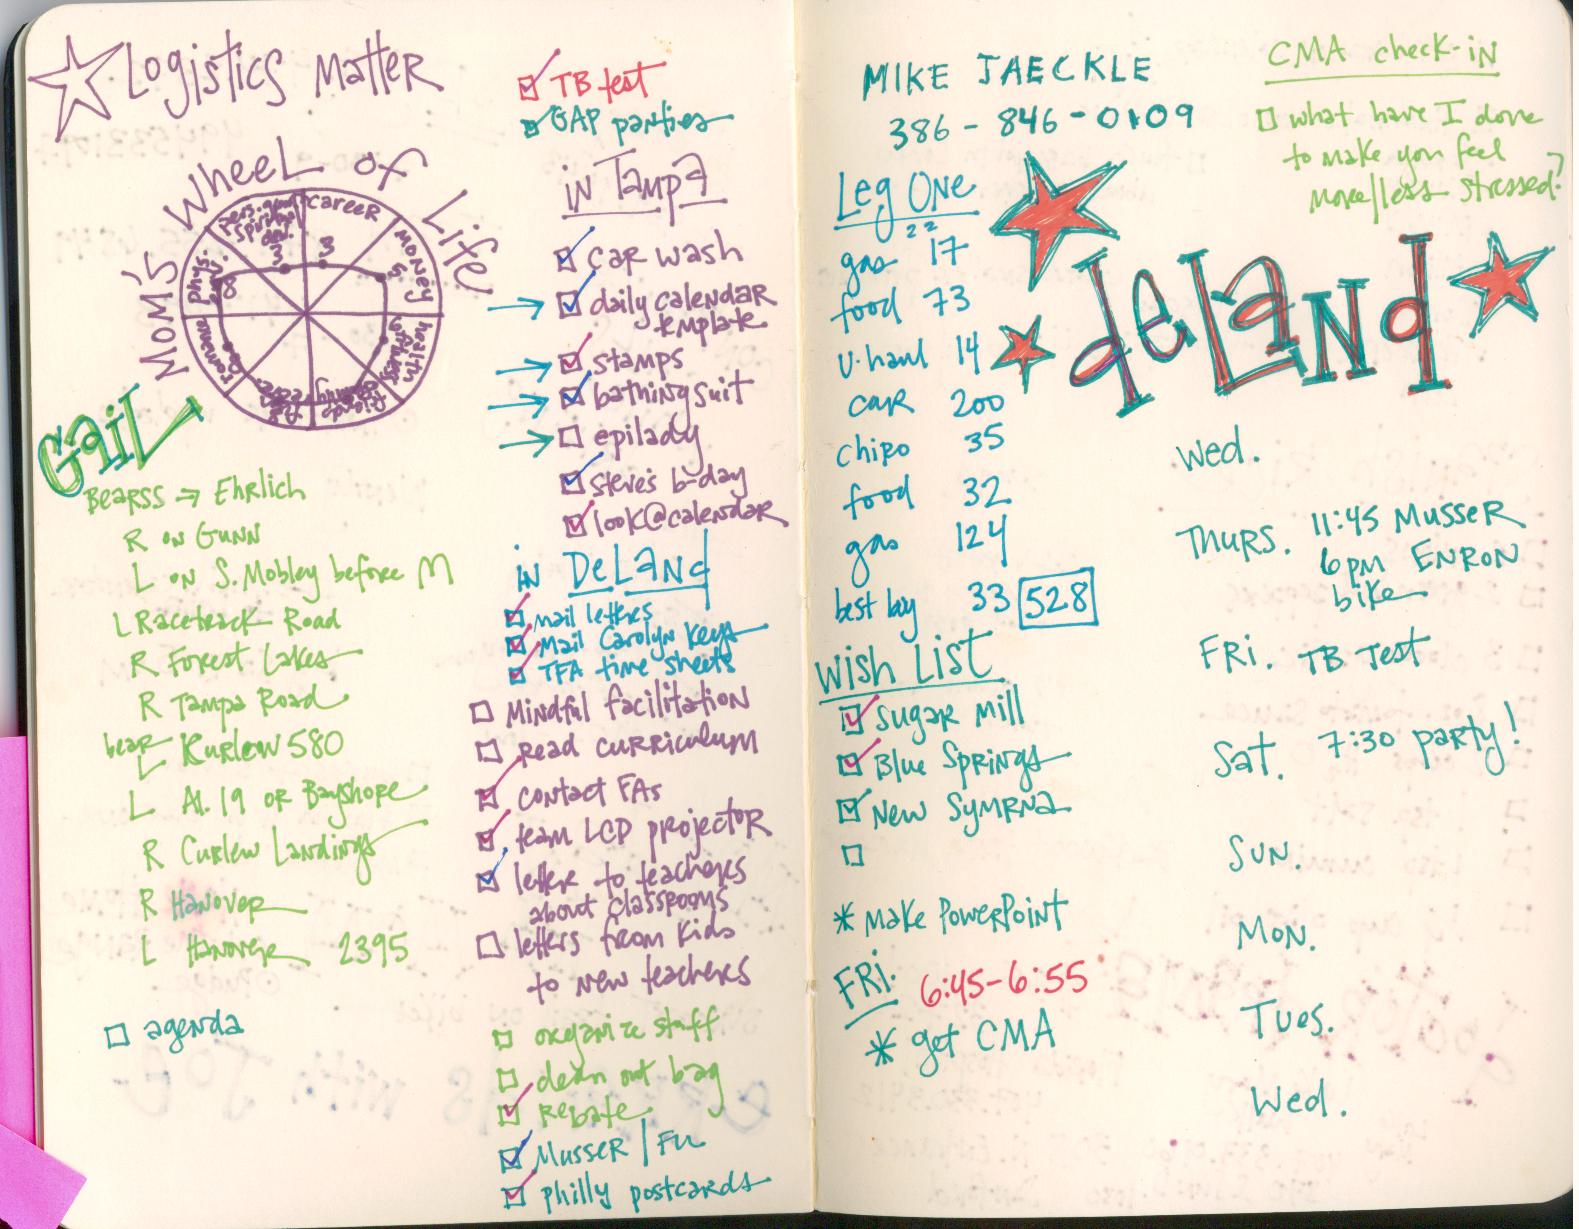 Logistics Matter
Mom's Wheel of Life
pers. growth
spiritual
dev.
career
money
health
romance
phys.
3
3
5
8
Gail
Bearss → Ehrlich
R on Gunn
L on S. Mobley before M
L Racetrack Road
R Forest Lakes
R Tampa Road
bear
L Kurlew 580
L Al. 19 or Bayshore
R Curlew Landings
R Hanover
L Hanover 2395
agenda
TB test
GAP parties
in Tampa
car wash
daily calendar
template
stamps
bathing suit
epilady
steve's b-day
look@calendar
in DeLand
mail letters
mail Carolyn keys
TFA time sheets
Mindful facilitation
read curriculum
contact FAs
team LCD projector
letter to teachers
about classrooms
letters from kids
to new teachers
organize stuff
clean out bag
rebate
Musser / Fu
philly postcards
MIKE JAECKLE
386-846-0109
Leg One
22
gas 17
food 73
u-haul 14
car 200
chiro 35
food 32
gas 124
best buy 33 528
Wish List
Sugar Mill
Blue Springs
New Symrna
* make PowerPoint
FRI. 6:45-6:55
* get CMA
CMA check-in
what have I done
to make you feel
more/less stressed?
deLand
Wed.
Thurs. 11:45 Musser
6pm ENRON
bike
FRi. TB Test
Sat. 7:30 party!
Sun.
Mon.
Tues.
Wed.